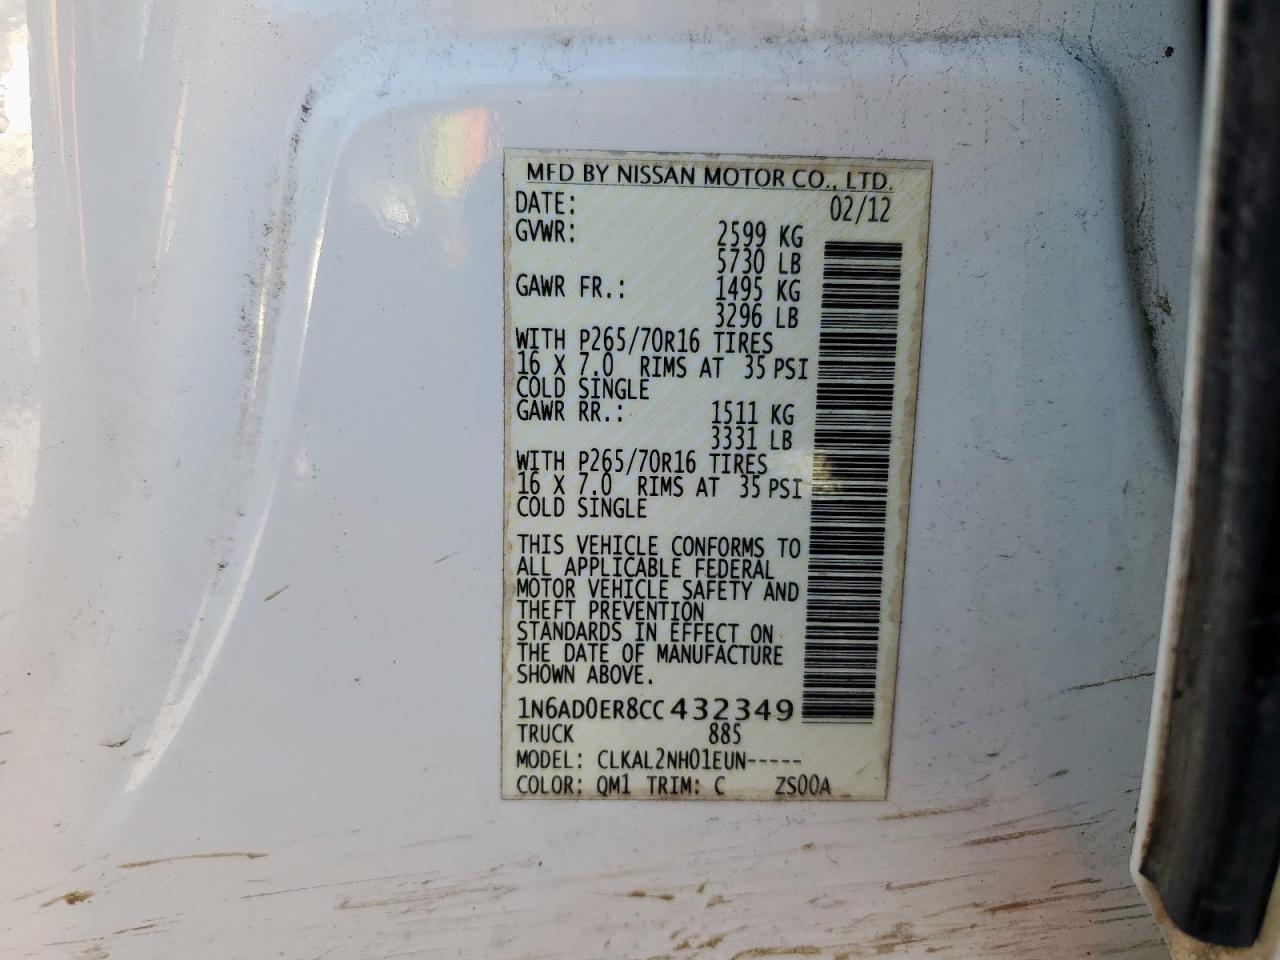 MFD BY NISSAN MOTOR CO., LTD.
DATE: 02/12
GVWR: 2599 KG
5730 LB
GAWR FR.: 1495 KG
3296 LB
WITH P265/70R16 TIRES
16 X 7.0 RIMS AT 35 PSI
COLD SINGLE
GAWR RR.: 1511 KG
3331 LB
WITH P265/70R16 TIRES
16 X 7.0 RIMS AT 35 PSI
COLD SINGLE
THIS VEHICLE CONFORMS TO
ALL APPLICABLE FEDERAL
MOTOR VEHICLE SAFETY AND
THEFT PREVENTION
STANDARDS IN EFFECT ON
THE DATE OF MANUFACTURE
SHOWN ABOVE.
1N6AD0ER8CC432349
TRUCK 885
MODEL: CLKAL2NH01EUN-----
COLOR: QM1 TRIM: C ZS00A